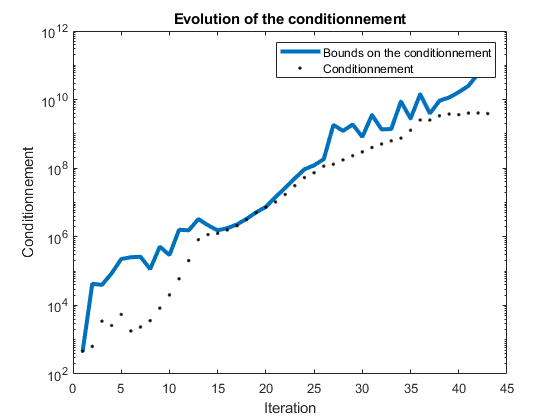 Evolution of the conditionnement
Bounds on the conditionnement
Conditionnement
10^12
10^10
10^8
10^6
10^4
10^2
Conditionnement
0 5 10 15 20 25 30 35 40 45
Iteration